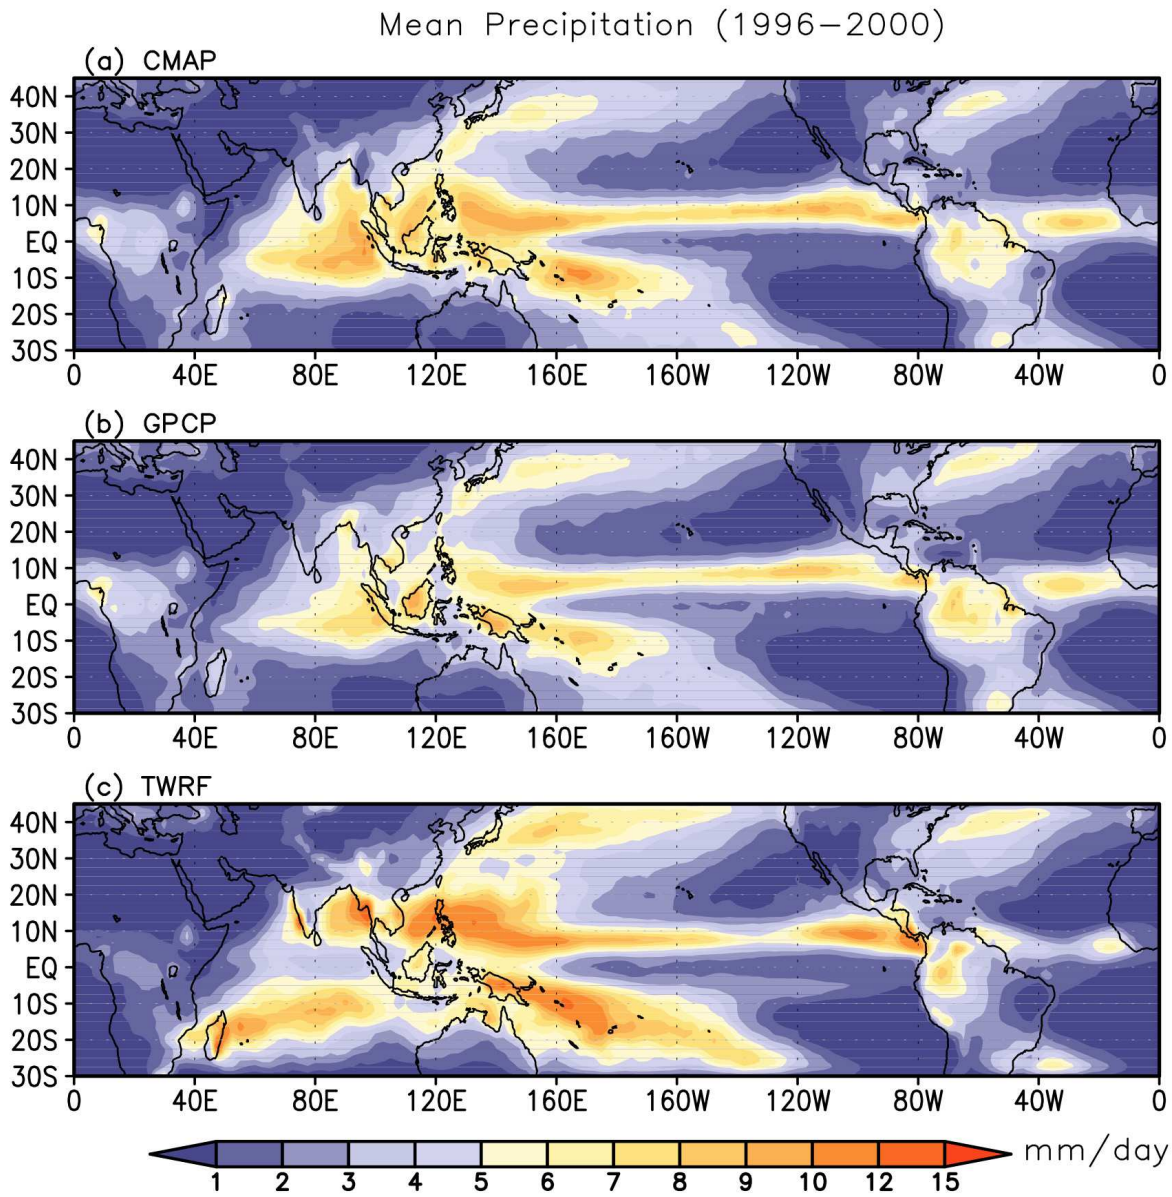 Mean Precipitation (1996−2000)
(a) CMAP
40N
30N
20N
10N
EQ
10S
20S
30S
0 40E 80E 120E 160E 160W 120W 80W 40W 0
(b) GPCP
40N
30N
20N
10N
EQ
10S
20S
30S
0 40E 80E 120E 160E 160W 120W 80W 40W 0
(c) TWRF
40N
30N
20N
10N
EQ
10S
20S
30S
0 40E 80E 120E 160E 160W 120W 80W 40W 0
mm/day
1 2 3 4 5 6 7 8 9 10 12 15